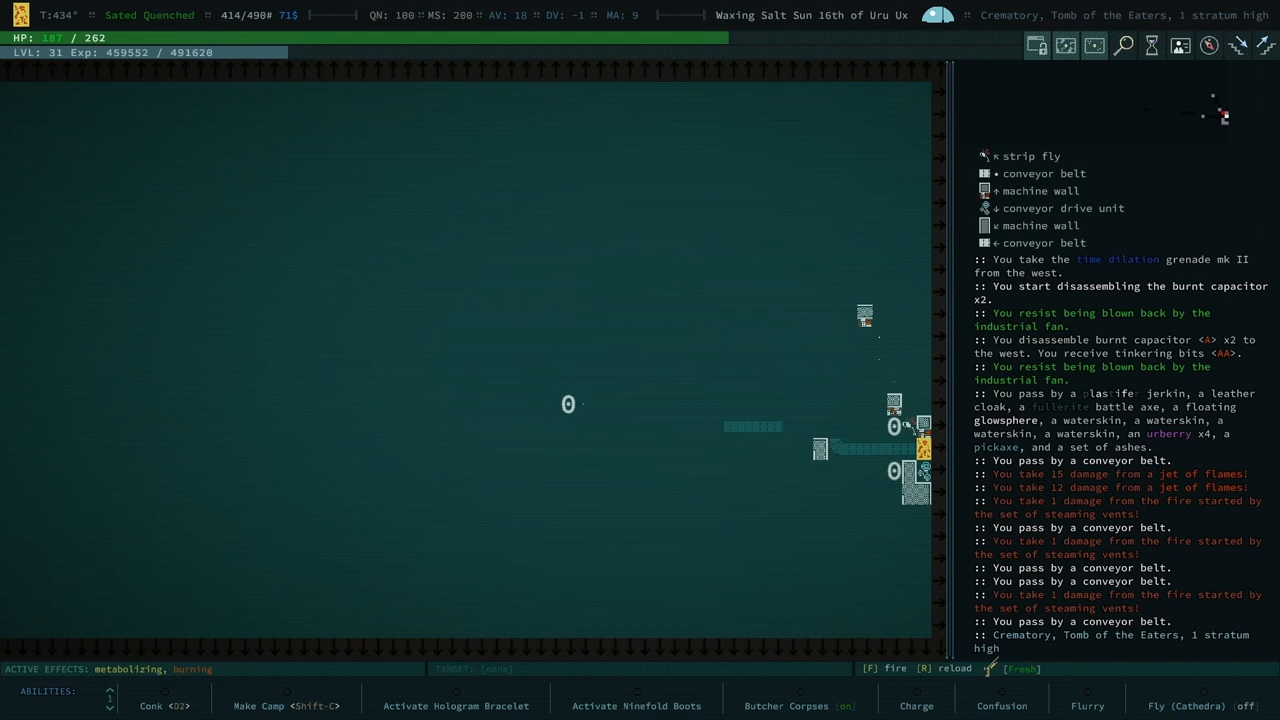 T:434° :: Sated Quenched :: 414/490# 71$ QN: 100 :: MS: 200 :: AV: 18 :: DV: -1 :: MA: 9 Waxing Salt Sun 16th of Uru Ux :: Crematory, Tomb of the Eaters, 1 stratum high
HP: 187 / 262
LVL: 31 Exp: 459552 / 491620
strip fly
conveyor belt
machine wall
conveyor drive unit
machine wall
conveyor belt
:: You take the time dilation grenade mk II
from the west.
:: You start disassembling the burnt capacitor
x2.
:: You resist being blown back by the
industrial fan.
:: You disassemble burnt capacitor <A> x2 to
the west. You receive tinkering bits <AA>.
:: You resist being blown back by the
industrial fan.
:: You pass by a plastifer jerkin, a leather
cloak, a fullerite battle axe, a floating
glowsphere, a waterskin, a waterskin, a
waterskin, a waterskin, an urberry x4, a
pickaxe, and a set of ashes.
:: You pass by a conveyor belt.
:: You take 15 damage from a jet of flames!
:: You take 12 damage from a jet of flames!
:: You take 1 damage from the fire started by
the set of steaming vents!
:: You pass by a conveyor belt.
:: You take 1 damage from the fire started by
the set of steaming vents!
:: You pass by a conveyor belt.
:: You pass by a conveyor belt.
:: You take 1 damage from the fire started by
the set of steaming vents!
:: You pass by a conveyor belt.
:: Crematory, Tomb of the Eaters, 1 stratum
high
0
0
0
ACTIVE EFFECTS: metabolizing, burning
TARGET: [none]
[F] fire [R] reload [Fresh]
ABILITIES: 1 Conk <D2> Make Camp <Shift-C> Activate Hologram Bracelet Activate Ninefold Boots Butcher Corpses [on] Charge Confusion Flurry Fly (Cathedra) [off]